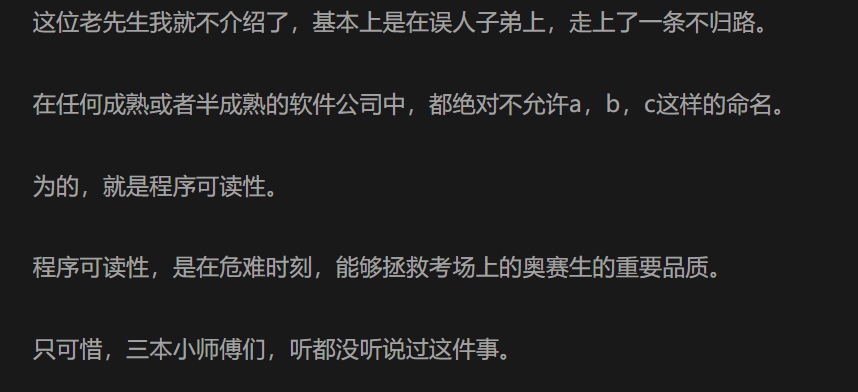 这位老先生我就不介绍了，基本上是在误人子弟上，走上了一条不归路。
在任何成熟或者半成熟的软件公司中，都绝对不允许a，b，c这样的命名。
为的，就是程序可读性。
程序可读性，是在危难时刻，能够拯救考场上的奥赛生的重要品质。
只可惜，三本小师傅们，听都没听说过这件事。